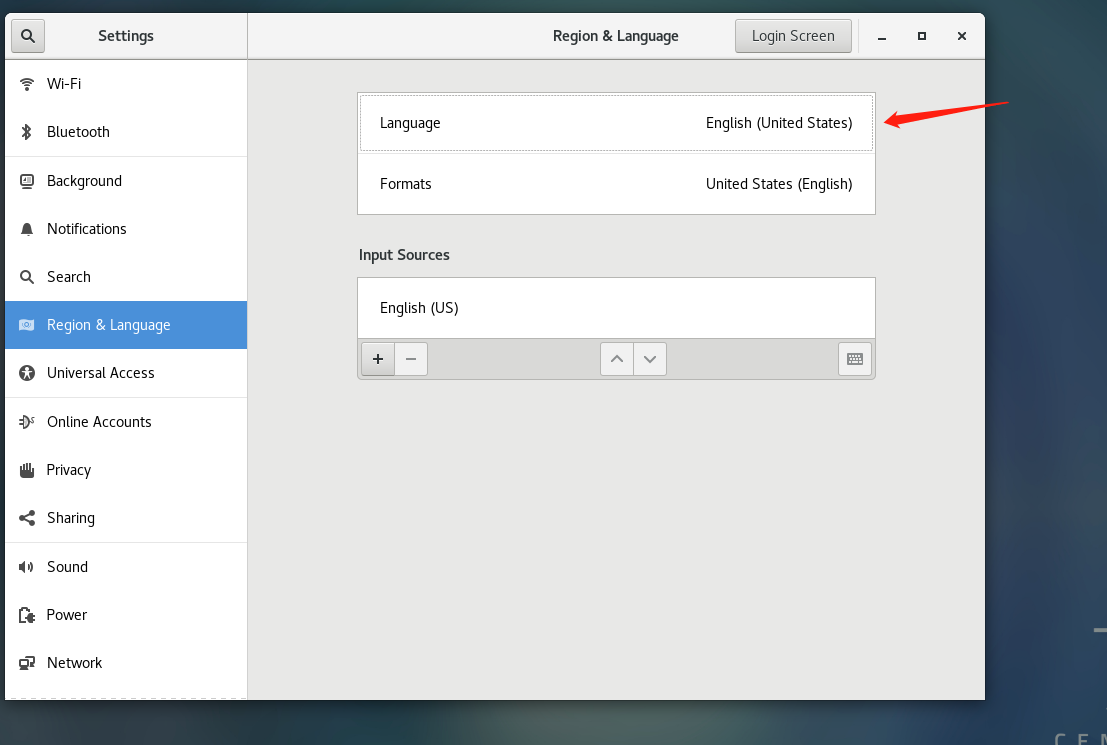 Settings
Region & Language
Login Screen
Wi-Fi
Bluetooth
Background
Notifications
Search
Region & Language
Universal Access
Online Accounts
Privacy
Sharing
Sound
Power
Network
Language English (United States)
Formats United States (English)
Input Sources
English (US)